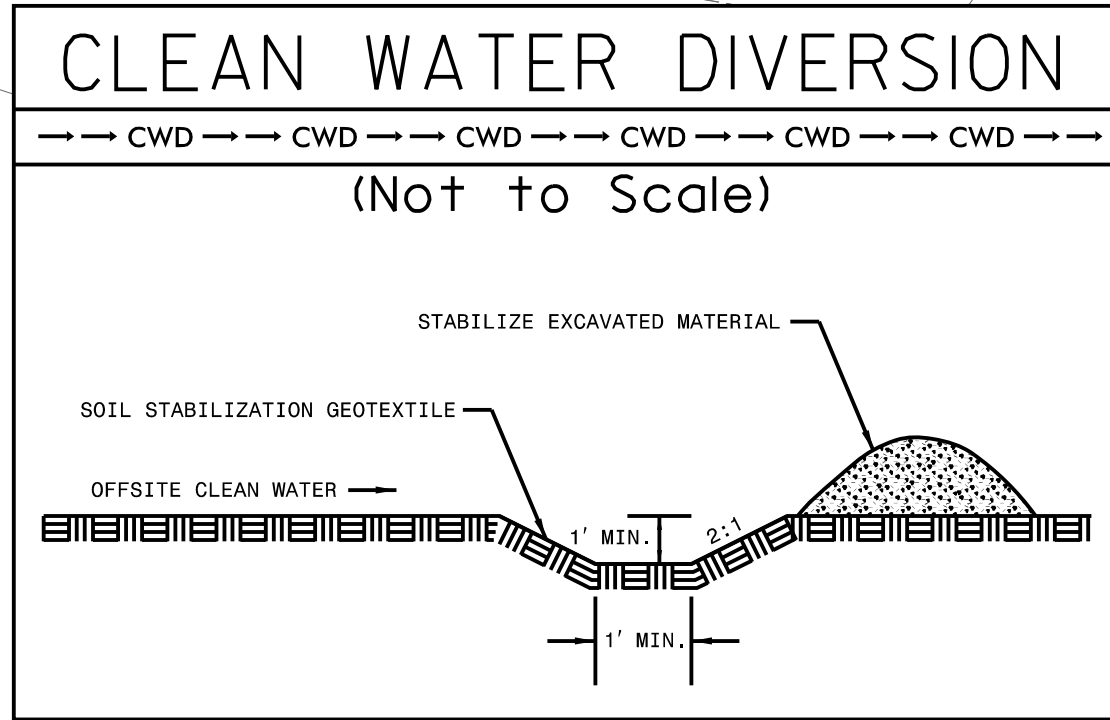 CLEAN WATER DIVERSION
CWD CWD CWD CWD CWD CWD
(Not to Scale)
STABILIZE EXCAVATED MATERIAL
SOIL STABILIZATION GEOTEXTILE
OFFSITE CLEAN WATER
1' MIN.
2:1
1' MIN.